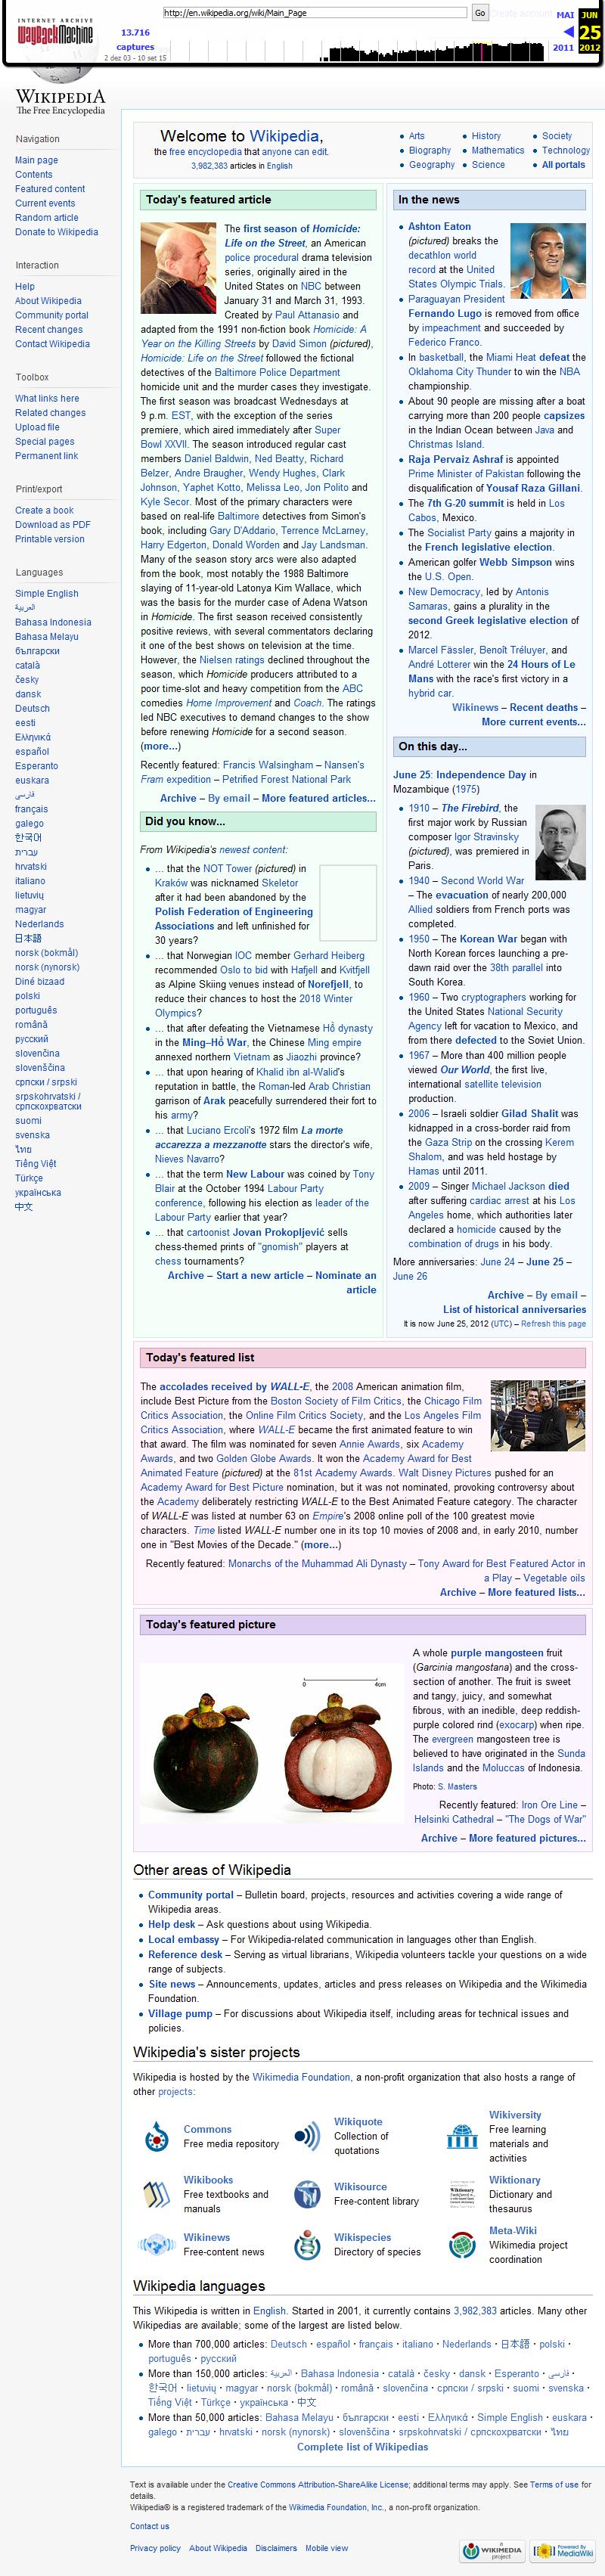 INTERNET ARCHIVE
WayBackMachine
http://en.wikipedia.org/wiki/Main_Page
Go
Create account
MAI
JUN
13.716
captures
25
2 dez 03 - 10 set 15
2011
2012
WIKIPEDIA
The Free Encyclopedia
Navigation
Main page
Contents
Featured content
Current events
Random article
Donate to Wikipedia
Interaction
Help
About Wikipedia
Community portal
Recent changes
Contact Wikipedia
Toolbox
What links here
Related changes
Upload file
Special pages
Permanent link
Print/export
Create a book
Download as PDF
Printable version
Languages
Simple English
العربية
Bahasa Indonesia
Bahasa Melayu
български
català
česky
dansk
Deutsch
eesti
Ελληνικά
español
Esperanto
euskara
فارسی
français
galego
한국어
עברית
hrvatski
italiano
lietuvių
magyar
Nederlands
日本語
norsk (bokmål)
norsk (nynorsk)
Diné bizaad
polski
português
română
русский
slovenčina
slovenščina
српски / srpski
srpskohrvatski /
српскохрватски
suomi
svenska
ไทย
Tiếng Việt
Türkçe
українська
中文
Welcome to Wikipedia,
the free encyclopedia that anyone can edit.
3,982,383 articles in English
Arts
History
Society
Biography
Mathematics
Technology
Geography
Science
All portals
Today's featured article
The first season of Homicide:
Life on the Street, an American
police procedural drama television
series, originally aired in the
United States on NBC between
January 31 and March 31, 1993.
Created by Paul Attanasio and
adapted from the 1991 non-fiction book Homicide: A
Year on the Killing Streets by David Simon (pictured),
Homicide: Life on the Street followed the fictional
detectives of the Baltimore Police Department
homicide unit and the murder cases they investigate.
The first season was broadcast Wednesdays at
9 p.m. EST, with the exception of the series
premiere, which aired immediately after Super
Bowl XXVII. The season introduced regular cast
members Daniel Baldwin, Ned Beatty, Richard
Belzer, Andre Braugher, Wendy Hughes, Clark
Johnson, Yaphet Kotto, Melissa Leo, Jon Polito and
Kyle Secor. Most of the primary characters were
based on real-life Baltimore detectives from Simon's
book, including Gary D'Addario, Terrence McLarney,
Harry Edgerton, Donald Worden and Jay Landsman.
Many of the season story arcs were also adapted
from the book, most notably the 1988 Baltimore
slaying of 11-year-old Latonya Kim Wallace, which
was the basis for the murder case of Adena Watson
in Homicide. The first season received consistently
positive reviews, with several commentators declaring
it one of the best shows on television at the time.
However, the Nielsen ratings declined throughout the
season, which Homicide producers attributed to a
poor time-slot and heavy competition from the ABC
comedies Home Improvement and Coach. The ratings
led NBC executives to demand changes to the show
before renewing Homicide for a second season.
(more...)
Recently featured: Francis Walsingham – Nansen's
Fram expedition – Petrified Forest National Park
Archive – By email – More featured articles...
Did you know...
From Wikipedia's newest content:
... that the NOT Tower (pictured) in
Kraków was nicknamed Skeletor
after it had been abandoned by the
Polish Federation of Engineering
Associations and left unfinished for
30 years?
... that Norwegian IOC member Gerhard Heiberg
recommended Oslo to bid with Hafjell and Kvitfjell
as Alpine Skiing venues instead of Norefjell, to
reduce their chances to host the 2018 Winter
Olympics?
... that after defeating the Vietnamese Hồ dynasty
in the Ming–Hồ War, the Chinese Ming empire
annexed northern Vietnam as Jiaozhi province?
... that upon hearing of Khalid ibn al-Walid's
reputation in battle, the Roman-led Arab Christian
garrison of Arak peacefully surrendered their fort to
his army?
... that Luciano Ercoli's 1972 film La morte
accarezza a mezzanotte stars the director's wife,
Nieves Navarro?
... that the term New Labour was coined by Tony
Blair at the October 1994 Labour Party
conference, following his election as leader of the
Labour Party earlier that year?
... that cartoonist Jovan Prokopljević sells
chess-themed prints of "gnomish" players at
chess tournaments?
Archive – Start a new article – Nominate an
article
In the news
Ashton Eaton
(pictured) breaks the
decathlon world
record at the United
States Olympic Trials.
Paraguayan President
Fernando Lugo is removed from office
by impeachment and succeeded by
Federico Franco.
In basketball, the Miami Heat defeat the
Oklahoma City Thunder to win the NBA
championship.
About 90 people are missing after a boat
carrying more than 200 people capsizes
in the Indian Ocean between Java and
Christmas Island.
Raja Pervaiz Ashraf is appointed
Prime Minister of Pakistan following the
disqualification of Yousaf Raza Gillani.
The 7th G-20 summit is held in Los
Cabos, Mexico.
The Socialist Party gains a majority in
the French legislative election.
American golfer Webb Simpson wins
the U.S. Open.
New Democracy, led by Antonis
Samaras, gains a plurality in the
second Greek legislative election of
2012.
Marcel Fässler, Benoît Tréluyer, and
André Lotterer win the 24 Hours of Le
Mans with the race's first victory in a
hybrid car.
Wikinews – Recent deaths –
More current events...
On this day...
June 25: Independence Day in
Mozambique (1975)
1910 – The Firebird, the
first major work by Russian
composer Igor Stravinsky
(pictured), was premiered in
Paris.
1940 – Second World War
– The evacuation of nearly 200,000
Allied soldiers from French ports was
completed.
1950 – The Korean War began with
North Korean forces launching a pre-
dawn raid over the 38th parallel into
South Korea.
1960 – Two cryptographers working for
the United States National Security
Agency left for vacation to Mexico, and
from there defected to the Soviet Union.
1967 – More than 400 million people
viewed Our World, the first live,
international satellite television
production.
2006 – Israeli soldier Gilad Shalit was
kidnapped in a cross-border raid from
the Gaza Strip on the crossing Kerem
Shalom, and was held hostage by
Hamas until 2011.
2009 – Singer Michael Jackson died
after suffering cardiac arrest at his Los
Angeles home, which authorities later
declared a homicide caused by the
combination of drugs in his body.
More anniversaries: June 24 – June 25 –
June 26
Archive – By email –
List of historical anniversaries
It is now June 25, 2012 (UTC) – Refresh this page
Today's featured list
The accolades received by WALL-E, the 2008 American animation film,
include Best Picture from the Boston Society of Film Critics, the Chicago Film
Critics Association, the Online Film Critics Society, and the Los Angeles Film
Critics Association, where WALL-E became the first animated feature to win
that award. The film was nominated for seven Annie Awards, six Academy
Awards, and two Golden Globe Awards. It won the Academy Award for Best
Animated Feature (pictured) at the 81st Academy Awards. Walt Disney Pictures pushed for an
Academy Award for Best Picture nomination, but it was not nominated, provoking controversy about
the Academy deliberately restricting WALL-E to the Best Animated Feature category. The character
of WALL-E was listed at number 63 on Empire's 2008 online poll of the 100 greatest movie
characters. Time listed WALL-E number one in its top 10 movies of 2008 and, in early 2010, number
one in "Best Movies of the Decade." (more...)
Recently featured: Monarchs of the Muhammad Ali Dynasty – Tony Award for Best Featured Actor in
a Play – Vegetable oils
Archive – More featured lists...
Today's featured picture
0
4cm
A whole purple mangosteen fruit
(Garcinia mangostana) and the cross-
section of another. The fruit is sweet
and tangy, juicy, and somewhat
fibrous, with an inedible, deep reddish-
purple colored rind (exocarp) when ripe.
The evergreen mangosteen tree is
believed to have originated in the Sunda
Islands and the Moluccas of Indonesia.
Photo: S. Masters
Recently featured: Iron Ore Line –
Helsinki Cathedral – "The Dogs of War"
Archive – More featured pictures...
Other areas of Wikipedia
Community portal – Bulletin board, projects, resources and activities covering a wide range of
Wikipedia areas.
Help desk – Ask questions about using Wikipedia.
Local embassy – For Wikipedia-related communication in languages other than English.
Reference desk – Serving as virtual librarians, Wikipedia volunteers tackle your questions on a wide
range of subjects.
Site news – Announcements, updates, articles and press releases on Wikipedia and the Wikimedia
Foundation.
Village pump – For discussions about Wikipedia itself, including areas for technical issues and
policies.
Wikipedia's sister projects
Wikipedia is hosted by the Wikimedia Foundation, a non-profit organization that also hosts a range of
other projects:
Commons
Free media repository
Wikiquote
Collection of
quotations
Wikiversity
Free learning
materials and
activities
Wikibooks
Free textbooks and
manuals
Wikisource
Free-content library
Wiktionary
Dictionary and
thesaurus
Wikinews
Free-content news
Wikispecies
Directory of species
Meta-Wiki
Wikimedia project
coordination
Wikipedia languages
This Wikipedia is written in English. Started in 2001, it currently contains 3,982,383 articles. Many other
Wikipedias are available; some of the largest are listed below.
More than 700,000 articles: Deutsch · español · français · italiano · Nederlands · 日本語 · polski ·
português · русский
More than 150,000 articles: العربية · Bahasa Indonesia · català · česky · dansk · Esperanto · فارسی ·
한국어 · lietuvių · magyar · norsk (bokmål) · română · slovenčina · српски / srpski · suomi · svenska ·
Tiếng Việt · Türkçe · українська · 中文
More than 50,000 articles: Bahasa Melayu · български · eesti · Ελληνικά · Simple English · euskara ·
galego · עברית · hrvatski · norsk (nynorsk) · slovenščina · srpskohrvatski / српскохрватски · ไทย
Complete list of Wikipedias
Text is available under the Creative Commons Attribution-ShareAlike License; additional terms may apply. See Terms of use for
details.
Wikipedia® is a registered trademark of the Wikimedia Foundation, Inc., a non-profit organization.
Contact us
Privacy policy About Wikipedia Disclaimers Mobile view
WIKIMEDIA
project
Powered By
MediaWiki